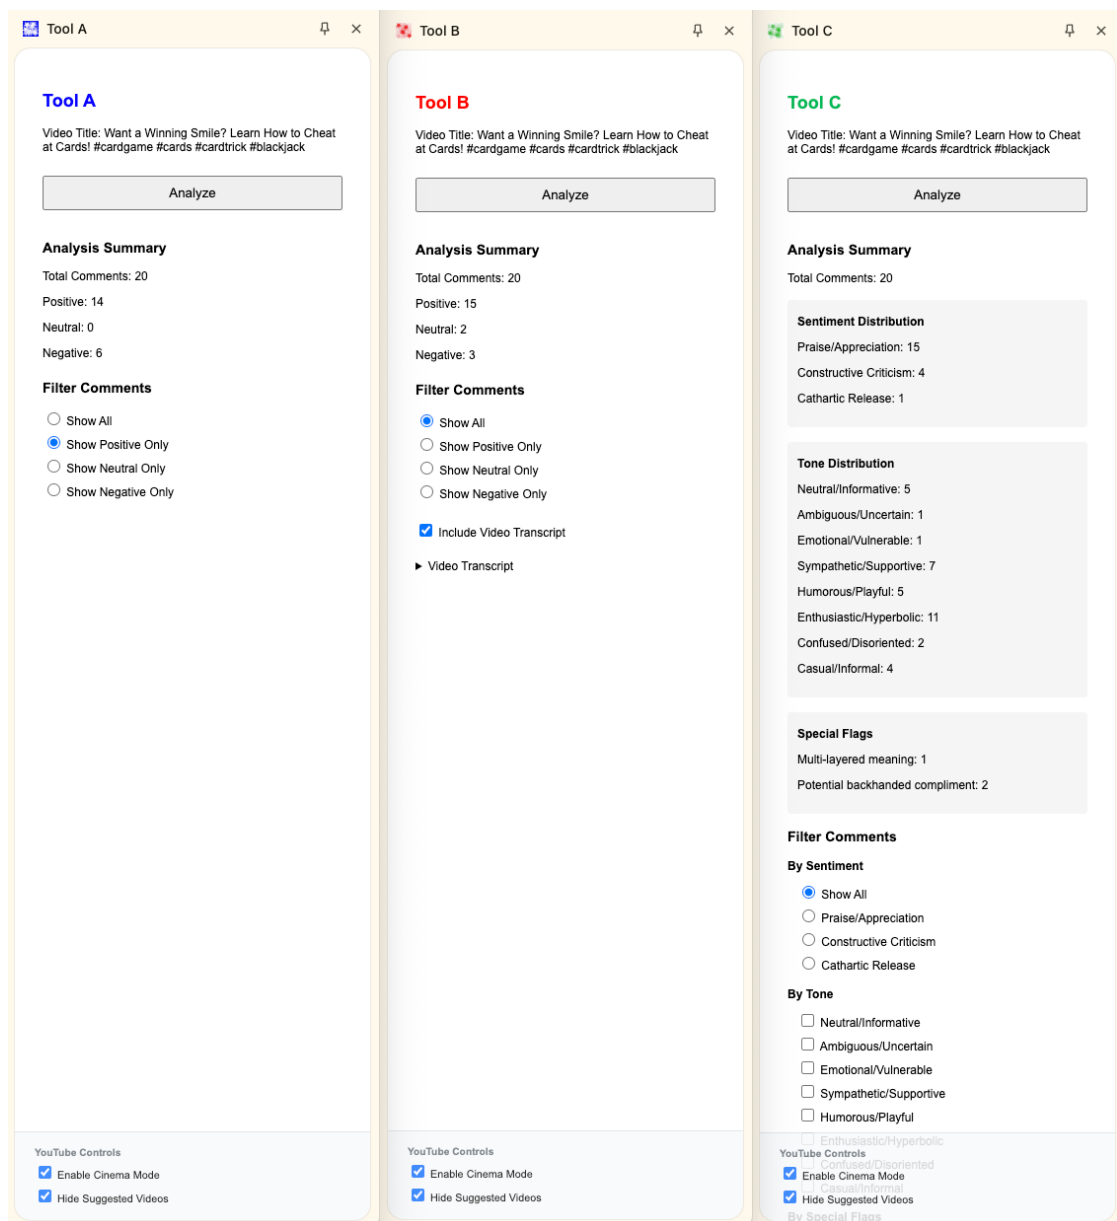 Tool A
Tool A
Video Title: Want a Winning Smile? Learn How to Cheat
at Cards! #cardgame #cards #cardtrick #blackjack
Analyze
Analysis Summary
Total Comments: 20
Positive: 14
Neutral: 0
Negative: 6
Filter Comments
Show All
Show Positive Only
Show Neutral Only
Show Negative Only
YouTube Controls
Enable Cinema Mode
Hide Suggested Videos
Tool B
Tool B
Video Title: Want a Winning Smile? Learn How to Cheat
at Cards! #cardgame #cards #cardtrick #blackjack
Analyze
Analysis Summary
Total Comments: 20
Positive: 15
Neutral: 2
Negative: 3
Filter Comments
Show All
Show Positive Only
Show Neutral Only
Show Negative Only
Include Video Transcript
Video Transcript
YouTube Controls
Enable Cinema Mode
Hide Suggested Videos
Tool C
Tool C
Video Title: Want a Winning Smile? Learn How to Cheat
at Cards! #cardgame #cards #cardtrick #blackjack
Analyze
Analysis Summary
Total Comments: 20
Sentiment Distribution
Praise/Appreciation: 15
Constructive Criticism: 4
Cathartic Release: 1
Tone Distribution
Neutral/Informative: 5
Ambiguous/Uncertain: 1
Emotional/Vulnerable: 1
Sympathetic/Supportive: 7
Humorous/Playful: 5
Enthusiastic/Hyperbolic: 11
Confused/Disoriented: 2
Casual/Informal: 4
Special Flags
Multi-layered meaning: 1
Potential backhanded compliment: 2
Filter Comments
By Sentiment
Show All
Praise/Appreciation
Constructive Criticism
Cathartic Release
By Tone
Neutral/Informative
Ambiguous/Uncertain
Emotional/Vulnerable
Sympathetic/Supportive
Humorous/Playful
Enthusiastic/Hyperbolic
YouTube Controls
Confused/Disoriented
Enable Cinema Mode
Casual/Informal
Hide Suggested Videos
By Special Flags